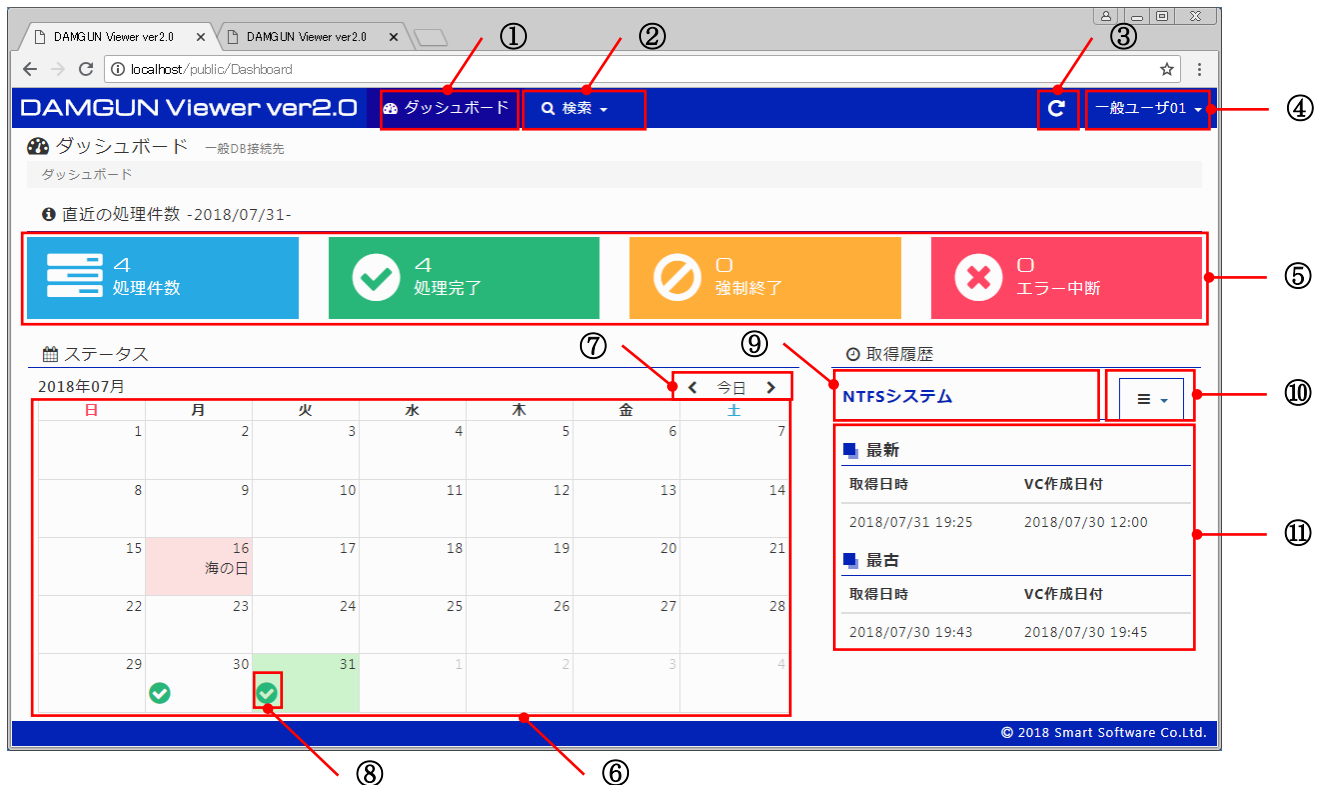 DAMGUN Viewer ver2.0 DAMGUN Viewer ver2.0
① ② ③
localhost/public/Dashboard
DAMGUN Viewer ver2.0 ダッシュボード 検索 一般ユーザ01 ④
ダッシュボード 一般DB接続先
ダッシュボード
直近の処理件数 -2018/07/31-
4 処理件数
4 処理完了
0 強制終了
0 エラー中断
⑤
ステータス ⑦ ⑨ 取得履歴
2018年07月 今日
NTFSシステム ⑩
日 月 火 水 木 金 土
1 2 3 4 5 6 7
8 9 10 11 12 13 14
15 16 17 18 19 20 21
海の日
22 23 24 25 26 27 28
29 30 31 1 2 3 4
最新
取得日時 VC作成日付
2018/07/31 19:25 2018/07/30 12:00
⑪
最古
取得日時 VC作成日付
2018/07/30 19:43 2018/07/30 19:45
© 2018 Smart Software Co.Ltd.
⑧ ⑥